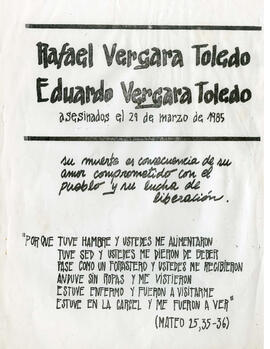 Rafael Vergara Toledo
Eduardo Vergara Toledo
asesinados el 29 de marzo de 1985
su muerte es consecuencia de su
amor comprometido con el
pueblo y su lucha de
liberación.
"PORQUE TUVE HAMBRE Y USTEDES ME ALIMENTARON
TUVE SED Y USTEDES ME DIERON DE BEBER
PASE COMO UN FORASTERO Y USTEDES ME RECIBIERON
ANDUVE SIN ROPAS Y ME VISTIERON
ESTUVE ENFERMO Y FUERON A VISITARME
ESTUVE EN LA CARCEL Y ME FUERON A VER"
(MATEO 25, 35-36)